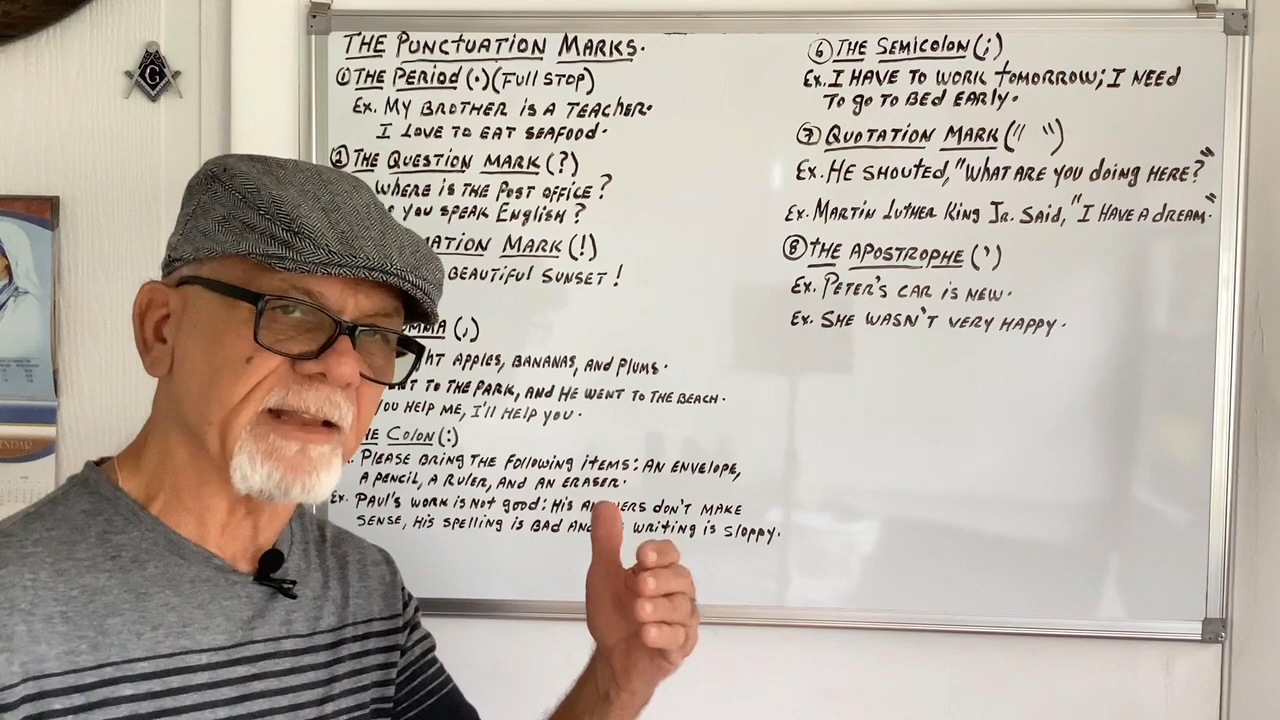 THE PUNCTUATION MARKS.
① THE PERIOD (.) (FULL STOP)
EX. MY BROTHER IS A TEACHER.
I LOVE TO EAT SEAFOOD.
② THE QUESTION MARK (?)
WHERE IS THE POST OFFICE?
YOU SPEAK ENGLISH?
MARK (!)
BEAUTIFUL SUNSET!
(,)
APPLES, BANANAS, AND PLUMS.
TO THE PARK, AND HE WENT TO THE BEACH.
HELP ME, I'LL HELP YOU.
COLON (:)
PLEASE BRING THE FOLLOWING ITEMS: AN ENVELOPE,
A PENCIL, A RULER, AND AN ERASER.
EX. PAUL'S WORK IS NOT GOOD: HIS DON'T MAKE
SENSE, HIS SPELLING IS BAD WRITING IS SLOPPY.
⑥ THE SEMICOLON (;)
EX. I HAVE TO WORK TOMORROW; I NEED
TO GO TO BED EARLY.
⑦ QUOTATION MARK (" ")
EX. HE SHOUTED, "WHAT ARE YOU DOING HERE?"
EX. MARTIN LUTHER KING JR. SAID, "I HAVE A DREAM."
⑧ THE APOSTROPHE (')
EX. PETER'S CAR IS NEW.
EX. SHE WASN'T VERY HAPPY.
G